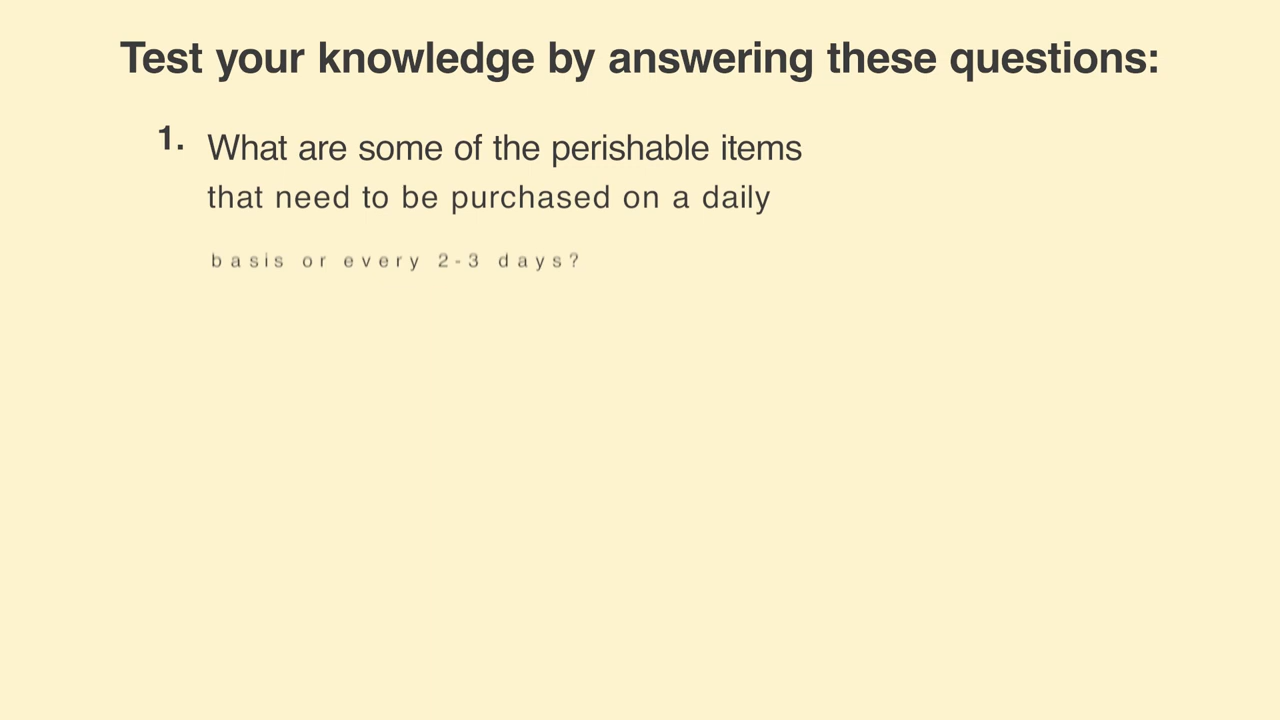 Test your knowledge by answering these questions:
1. What are some of the perishable items
that need to be purchased on a daily
basis or every 2-3 days?